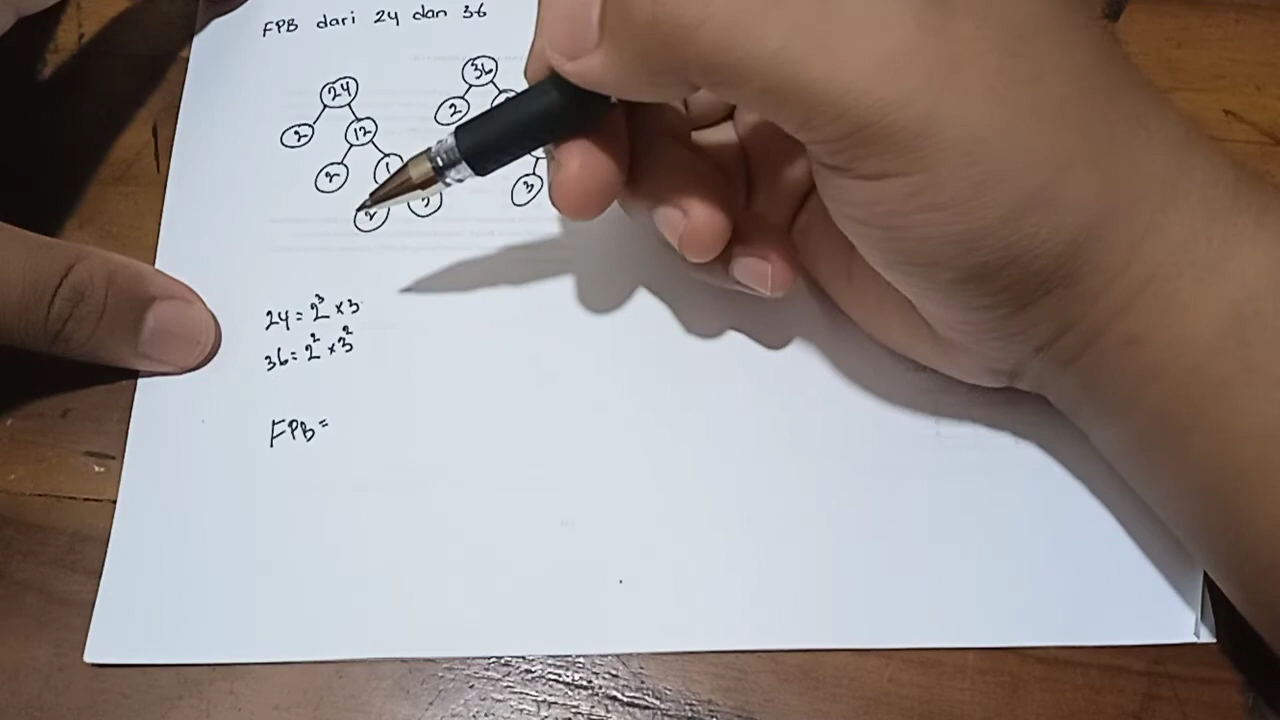 FPB dari 24 dan 36
24
36
2
12
2
2
2
3
24 = 2³ × 3
36 = 2² × 3²
FPB =